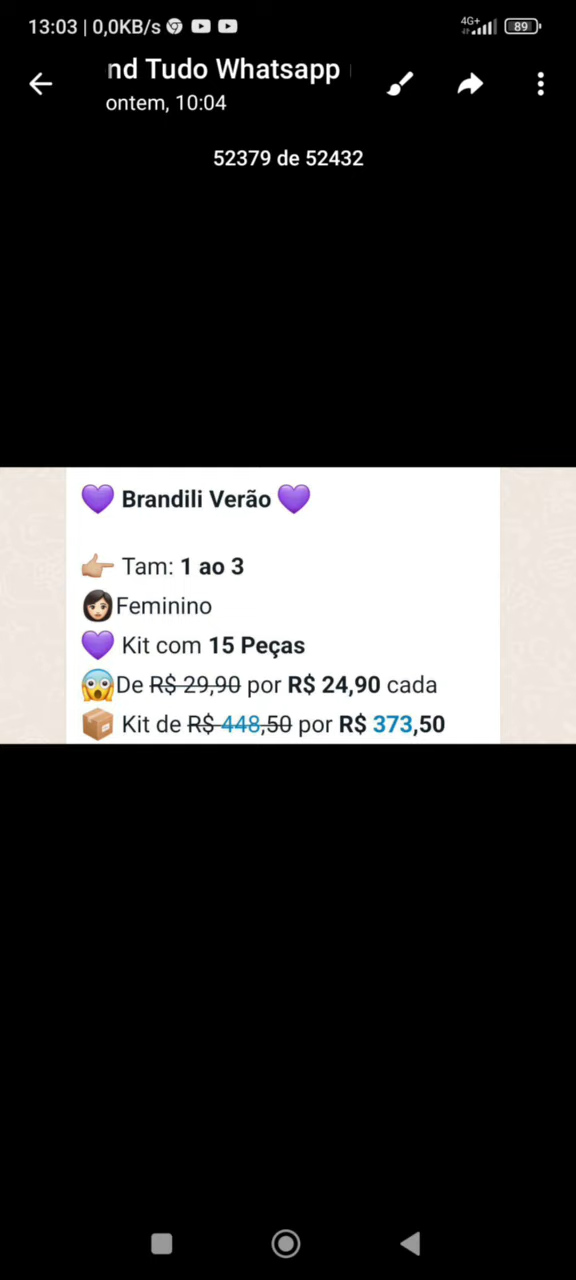 13:03 | 0,0KB/s 4G+ 89
nd Tudo Whatsapp
ontem, 10:04
52379 de 52432
💜 Brandili Verão 💜
👉🏼 Tam: 1 ao 3
👩🏻Feminino
💜 Kit com 15 Peças
😱De R$ 29,90 por R$ 24,90 cada
📦 Kit de R$ 448,50 por R$ 373,50